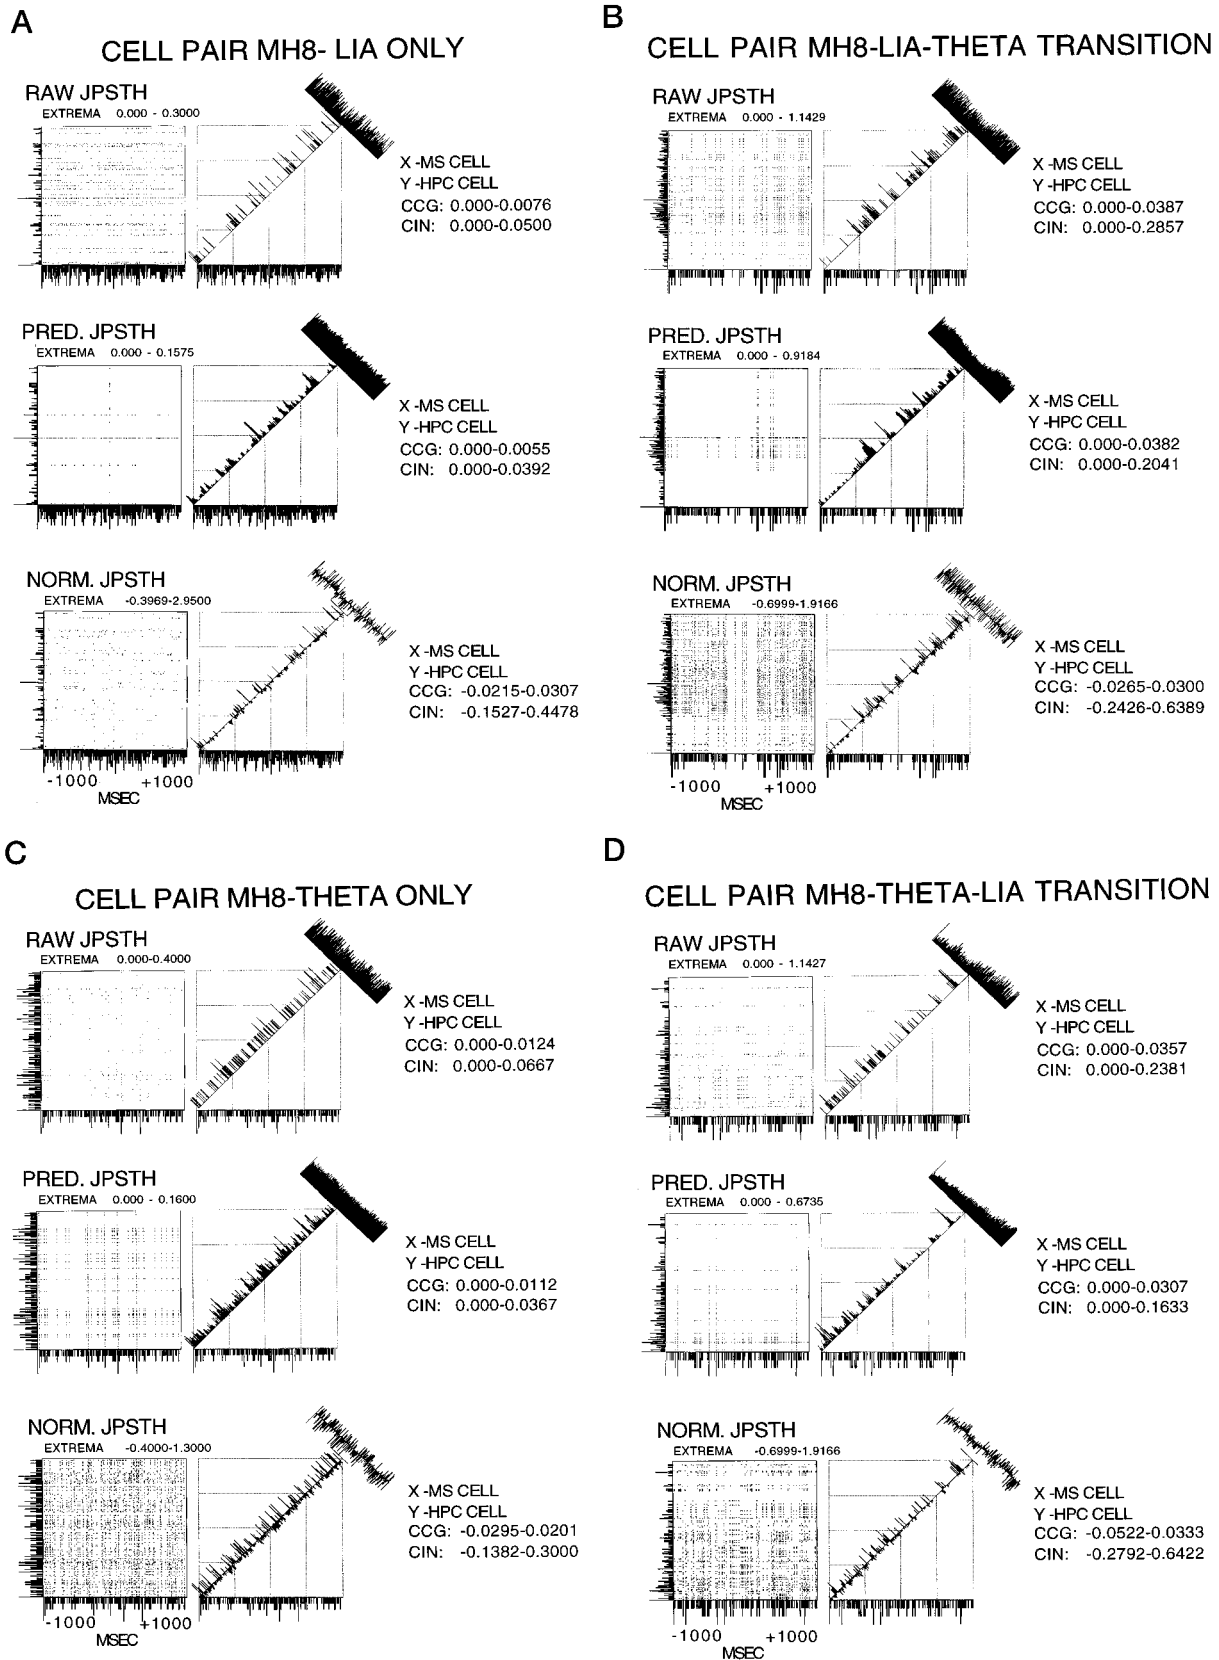 A
CELL PAIR MH8- LIA ONLY
RAW JPSTH
EXTREMA 0.000 - 0.3000
X -MS CELL
Y -HPC CELL
CCG: 0.000-0.0076
CIN: 0.000-0.0500
PRED. JPSTH
EXTREMA 0.000 - 0.1575
X -MS CELL
Y -HPC CELL
CCG: 0.000-0.0055
CIN: 0.000-0.0392
NORM. JPSTH
EXTREMA -0.3969-2.9500
X -MS CELL
Y -HPC CELL
CCG: -0.0215-0.0307
CIN: -0.1527-0.4478
-1000 +1000
MSEC
B
CELL PAIR MH8-LIA-THETA TRANSITION
RAW JPSTH
EXTREMA 0.000 - 1.1429
X -MS CELL
Y -HPC CELL
CCG: 0.000-0.0387
CIN: 0.000-0.2857
PRED. JPSTH
EXTREMA 0.000 - 0.9184
X -MS CELL
Y -HPC CELL
CCG: 0.000-0.0382
CIN: 0.000-0.2041
NORM. JPSTH
EXTREMA -0.6999-1.9166
X -MS CELL
Y -HPC CELL
CCG: -0.0265-0.0300
CIN: -0.2426-0.6389
-1000 +1000
MSEC
C
CELL PAIR MH8-THETA ONLY
RAW JPSTH
EXTREMA 0.000-0.4000
X -MS CELL
Y -HPC CELL
CCG: 0.000-0.0124
CIN: 0.000-0.0667
PRED. JPSTH
EXTREMA 0.000 - 0.1600
X -MS CELL
Y -HPC CELL
CCG: 0.000-0.0112
CIN: 0.000-0.0367
NORM. JPSTH
EXTREMA -0.4000-1.3000
X -MS CELL
Y -HPC CELL
CCG: -0.0295-0.0201
CIN: -0.1382-0.3000
-1000 +1000
MSEC
D
CELL PAIR MH8-THETA-LIA TRANSITION
RAW JPSTH
EXTREMA 0.000 - 1.1427
X -MS CELL
Y -HPC CELL
CCG: 0.000-0.0357
CIN: 0.000-0.2381
PRED. JPSTH
EXTREMA 0.000 - 0.6735
X -MS CELL
Y -HPC CELL
CCG: 0.000-0.0307
CIN: 0.000-0.1633
NORM. JPSTH
EXTREMA -0.6999-1.9166
X -MS CELL
Y -HPC CELL
CCG: -0.0522-0.0333
CIN: -0.2792-0.6422
-1000 +1000
MSEC